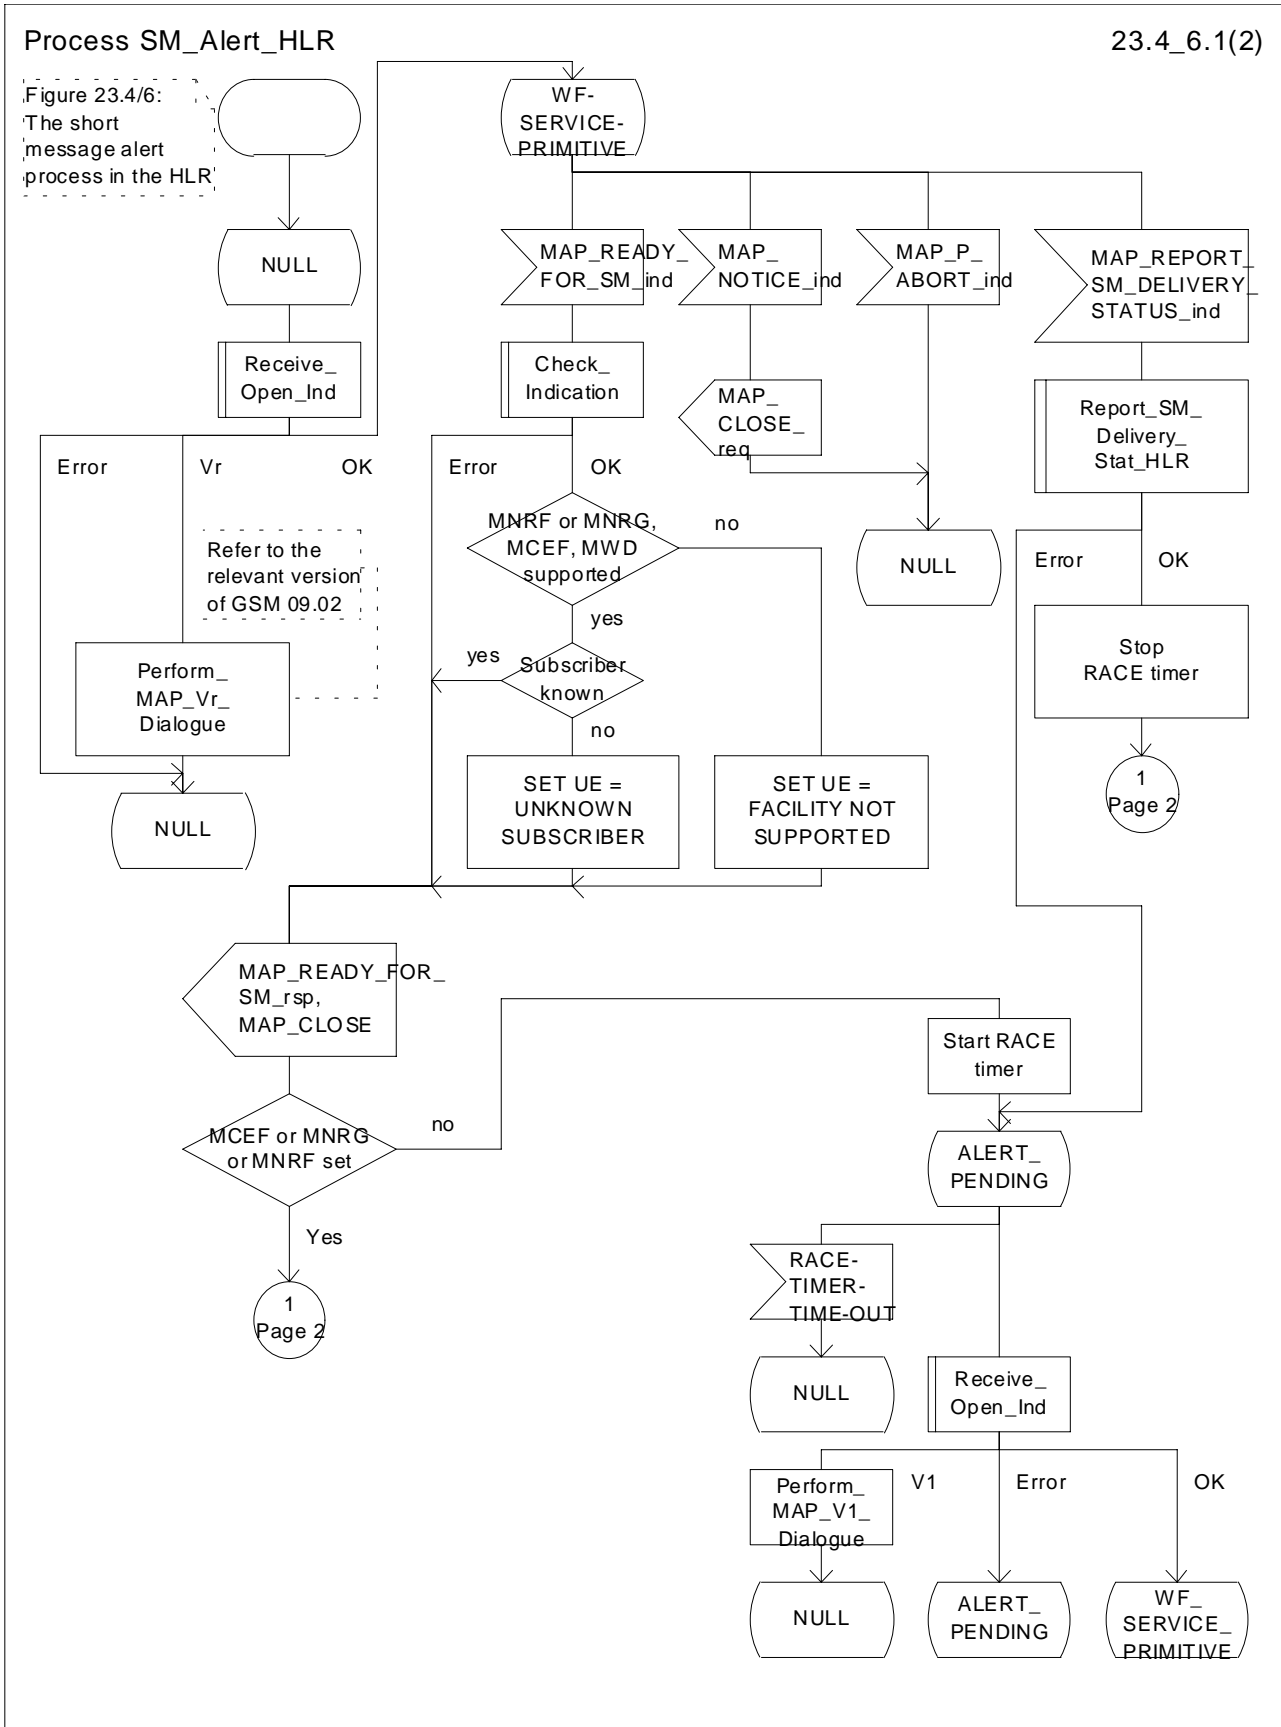 Process SM_Alert_HLR
23.4_6.1(2)
Figure 23.4/6:
The short
message alert
process in the HLR
WF-
SERVICE-
PRIMITIVE
NULL
MAP_READY_
FOR_SM_ind
MAP_
NOTICE_ind
MAP_P_
ABORT_ind
MAP_REPORT_
SM_DELIVERY_
STATUS_ind
Receive_
Open_Ind
Check_
Indication
MAP_
CLOSE_
req
Report_SM_
Delivery_
Stat_HLR
Error
Vr
OK
Error
OK
MNRF or MNRG,
MCEF, MWD
supported
no
NULL
Error
OK
Refer to the
relevant version
of GSM 09.02
yes
Stop
RACE timer
Perform_
MAP_Vr_
Dialogue
yes
Subscriber
known
no
SET UE =
UNKNOWN
SUBSCRIBER
SET UE =
FACILITY NOT
SUPPORTED
1
Page 2
NULL
MAP_READY_FOR_
SM_rsp,
MAP_CLOSE
Start RACE
timer
MCEF or MNRG
or MNRF set
no
ALERT_
PENDING
Yes
RACE-
TIMER-
TIME-OUT
1
Page 2
NULL
Receive_
Open_Ind
Perform_
MAP_V1_
Dialogue
V1
Error
OK
NULL
ALERT_
PENDING
WF_
SERVICE_
PRIMITIVE